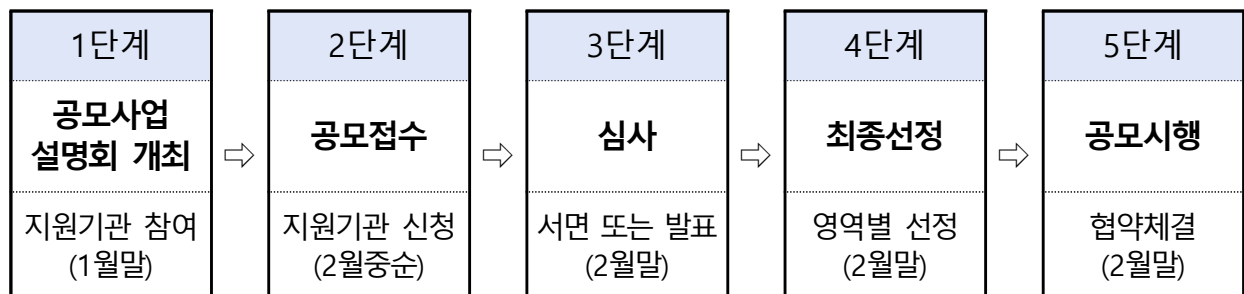 1단계
공모사업
설명회 개최
지원기관 참여
(1월말)
⇨
2단계
공모접수
지원기관 신청
(2월중순)
⇨
3단계
심사
서면 또는 발표
(2월말)
⇨
4단계
최종선정
영역별 선정
(2월말)
⇨
5단계
공모시행
협약체결
(2월말)